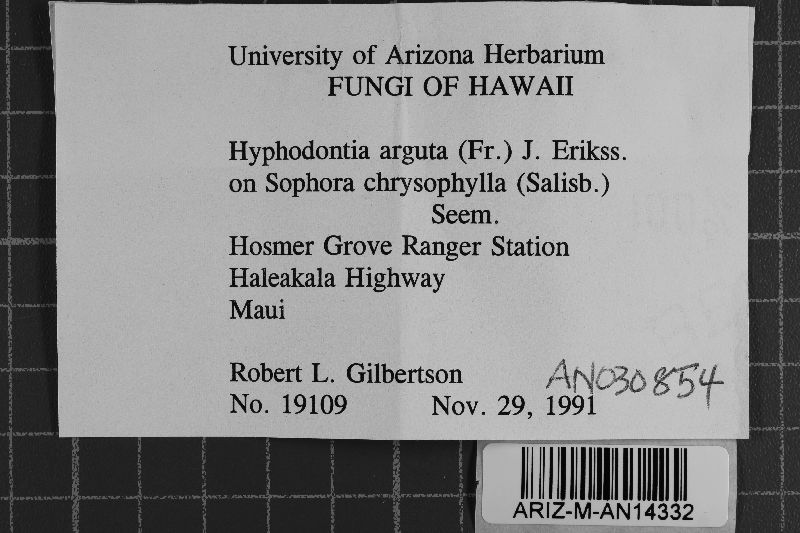 University of Arizona Herbarium
FUNGI OF HAWAII
Hyphodontia arguta (Fr.) J. Erikss.
on Sophora chrysophylla (Salisb.)
Seem.
Hosmer Grove Ranger Station
Haleakala Highway
Maui
Robert L. Gilbertson
AN030854
No. 19109 Nov. 29, 1991
ARIZ-M-AN14332